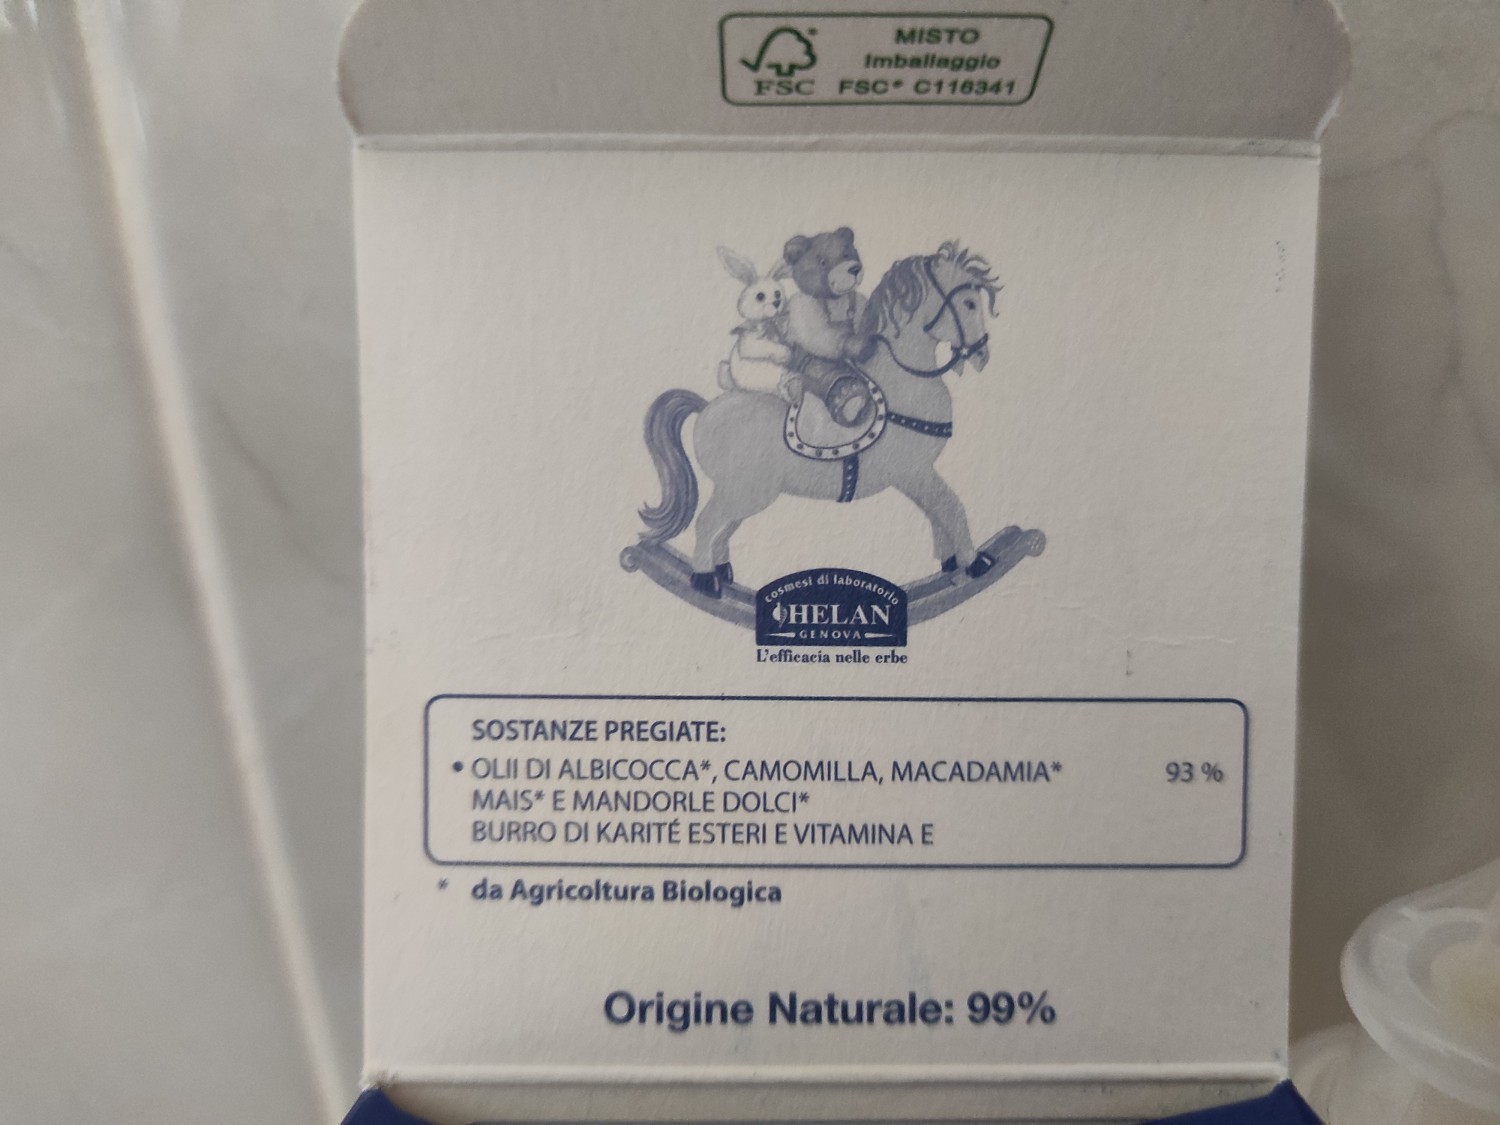 MISTO
Imballaggio
FSC
FSC® C116341
cosmesi di laboratorio
HELAN
GENOVA
L'efficacia nelle erbe
SOSTANZE PREGIATE:
• OLII DI ALBICOCCA*, CAMOMILLA, MACADAMIA* 93 %
MAIS* E MANDORLE DOLCI*
BURRO DI KARITÉ ESTERI E VITAMINA E
* da Agricoltura Biologica
Origine Naturale: 99%